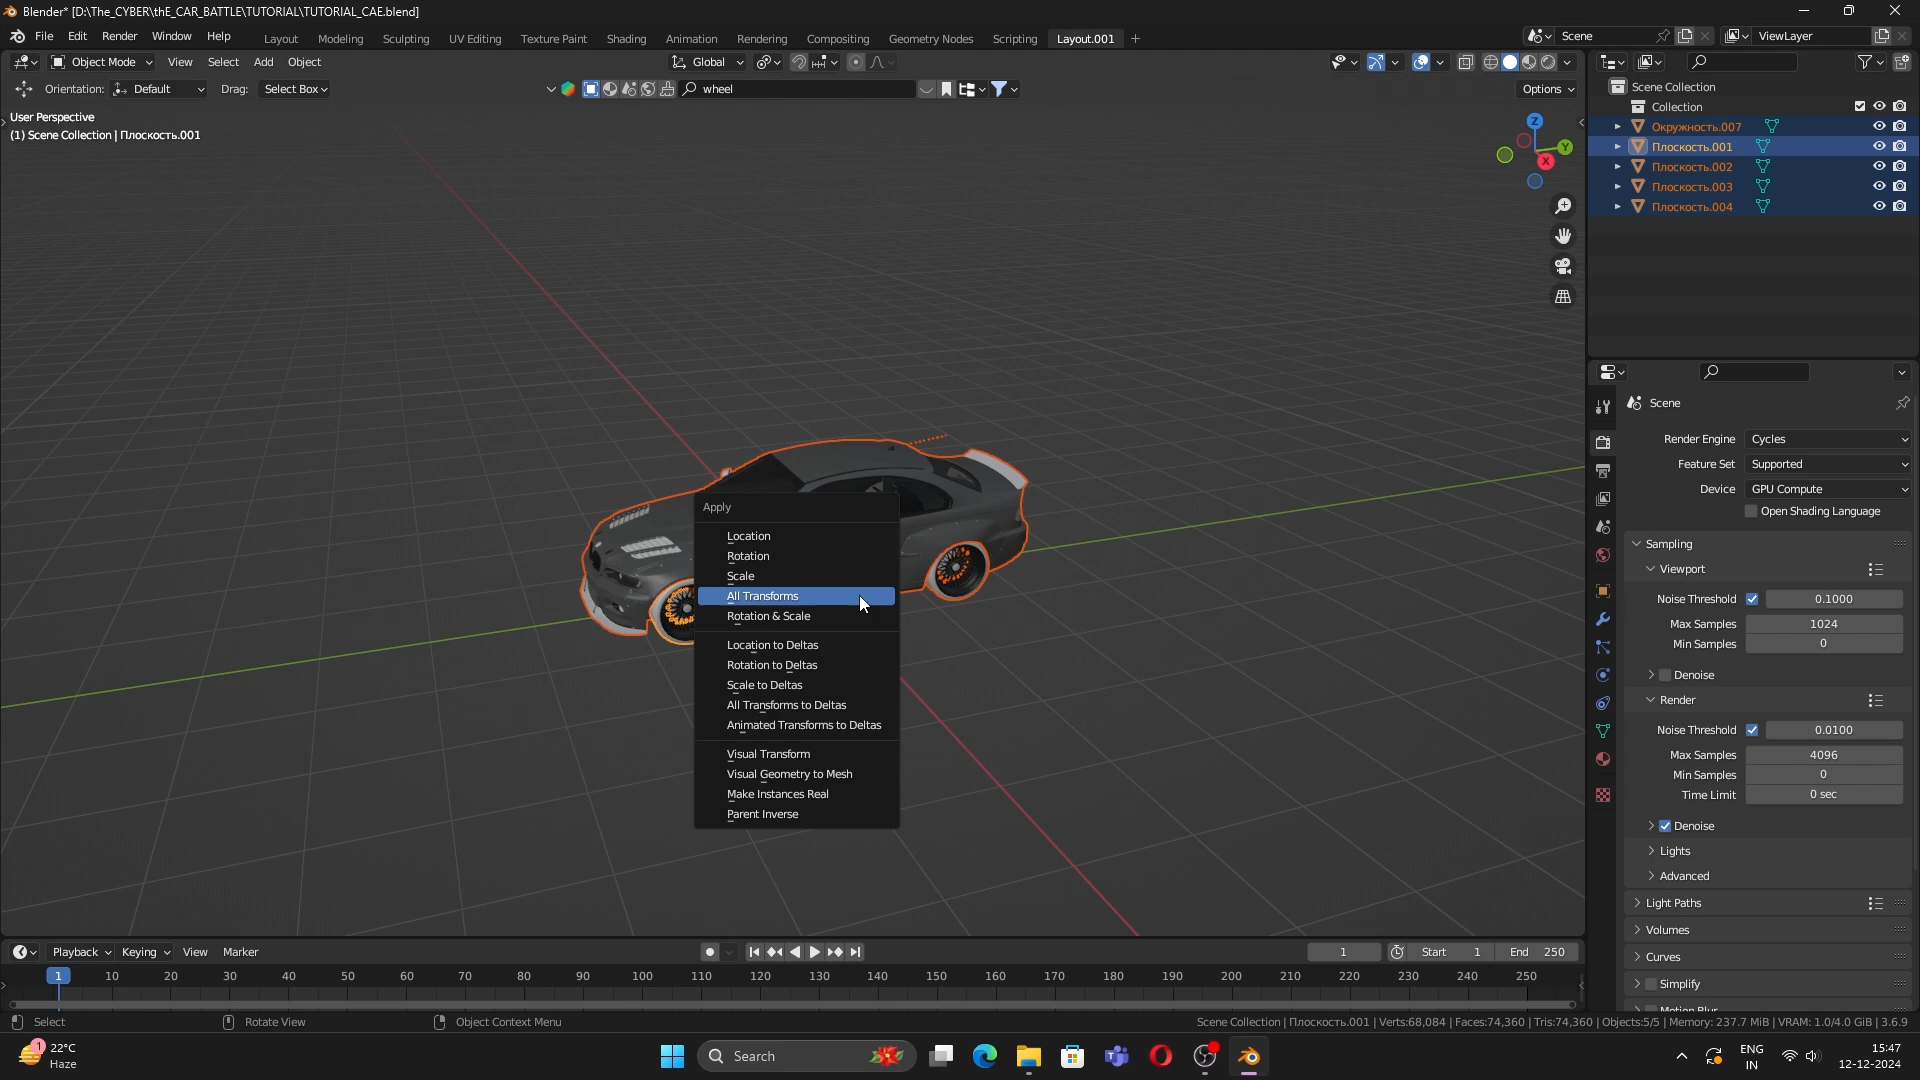 Blender* [D:\The_CYBER\thE_CAR_BATTLE\TUTORIAL\TUTORIAL_CAE.blend]
File Edit Render Window Help
Layout Modeling Sculpting UV Editing Texture Paint Shading Animation Rendering Compositing Geometry Nodes Scripting Layout.001 +
Scene
ViewLayer
Object Mode View Select Add Object
Global
Orientation: Default Drag: Select Box
wheel
Options
User Perspective
(1) Scene Collection | Плоскость.001
Z
Y
X
Scene Collection
Collection
Окружность.007
Плоскость.001
Плоскость.002
Плоскость.003
Плоскость.004
Apply
Location
Rotation
Scale
All Transforms
Rotation & Scale
Location to Deltas
Rotation to Deltas
Scale to Deltas
All Transforms to Deltas
Animated Transforms to Deltas
Visual Transform
Visual Geometry to Mesh
Make Instances Real
Parent Inverse
Scene
Render Engine Cycles
Feature Set Supported
Device GPU Compute
Open Shading Language
Sampling
Viewport
Noise Threshold 0.1000
Max Samples 1024
Min Samples 0
Denoise
Render
Noise Threshold 0.0100
Max Samples 4096
Min Samples 0
Time Limit 0 sec
Denoise
Lights
Advanced
Light Paths
Volumes
Curves
Simplify
Motion Blur
Playback Keying View Marker
1 Start 1 End 250
1 10 20 30 40 50 60 70 80 90 100 110 120 130 140 150 160 170 180 190 200 210 220 230 240 250
Select Rotate View Object Context Menu
Scene Collection | Плоскость.001 | Verts:68,084 | Faces:74,360 | Tris:74,360 | Objects:5/5 | Memory: 237.7 MiB | VRAM: 1.0/4.0 GiB | 3.6.9
1
22°C
Haze
Search
ENG
IN
15:47
12-12-2024